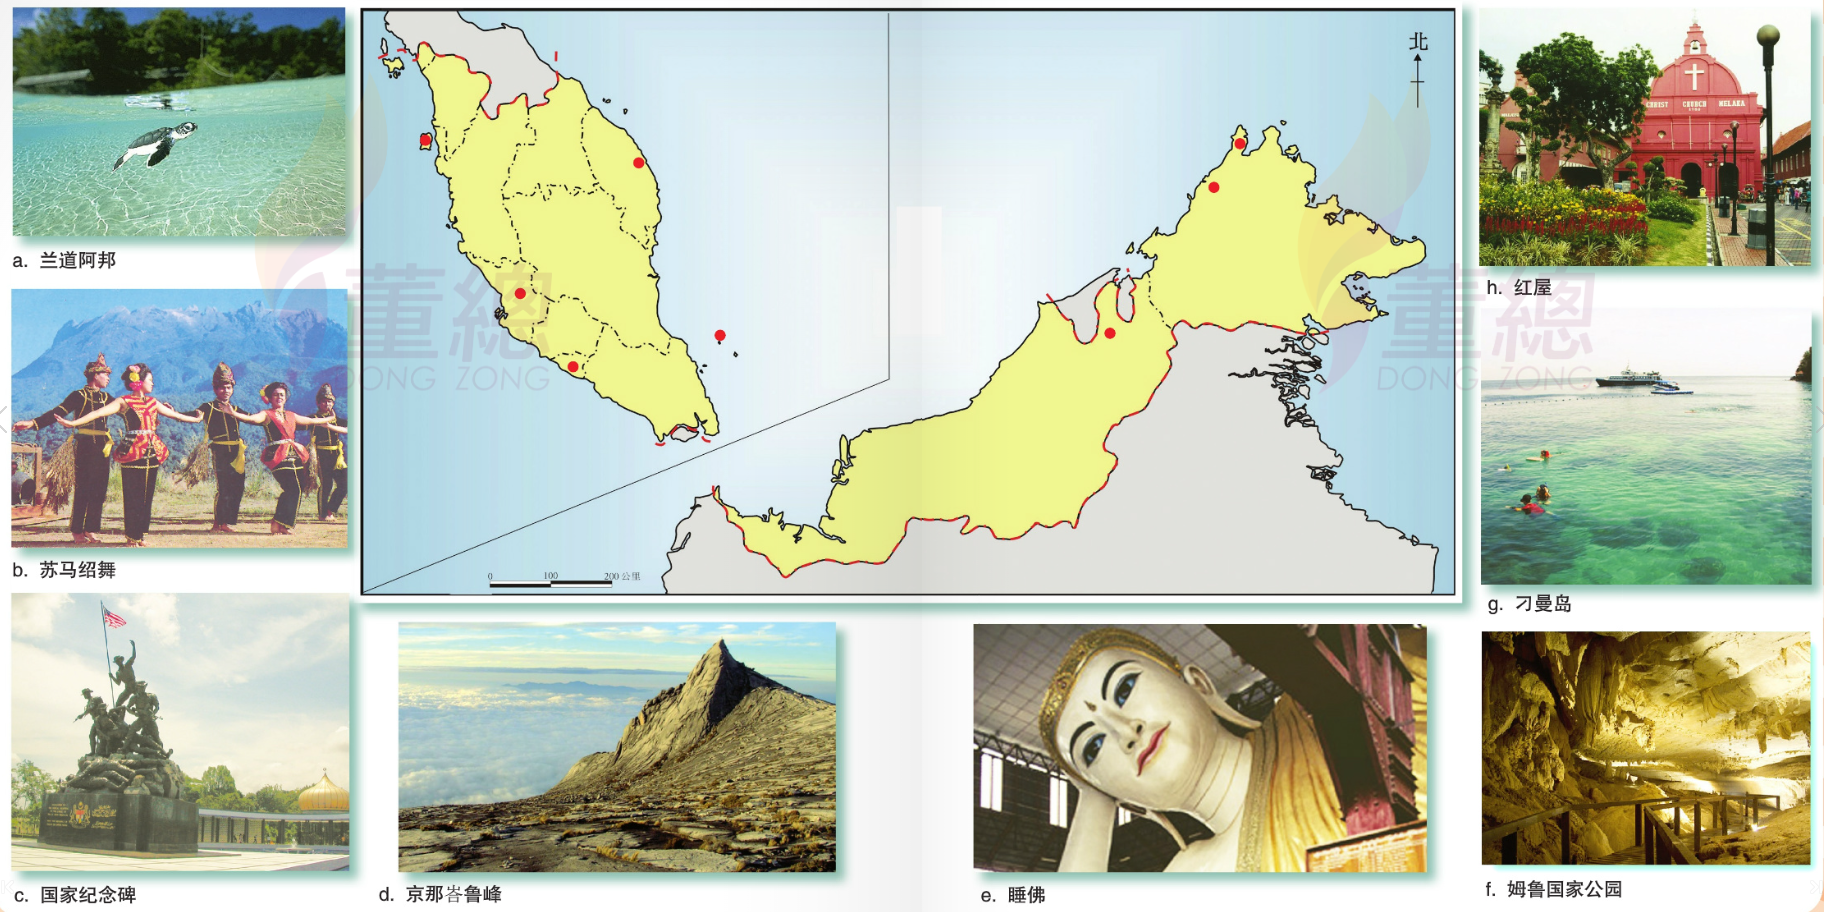 北
0 100 200 公里
a. 兰道阿邦
b. 苏马绍舞
c. 国家纪念碑
d. 京那峇鲁峰
e. 睡佛
f. 姆鲁国家公园
g. 刁曼岛
h. 红屋
CHRIST CHURCH MELAKA
1753
董總
DONG ZONG
董總
DONG ZONG